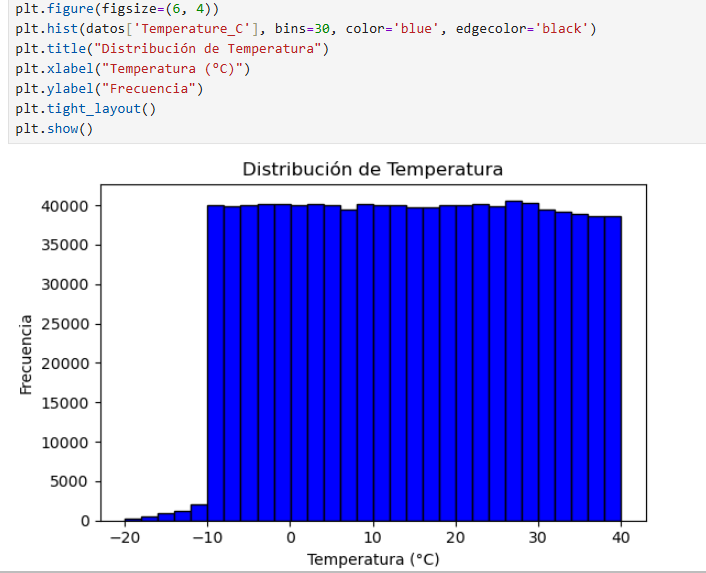 plt.figure(figsize=(6, 4))
plt.hist(datos['Temperature_C'], bins=30, color='blue', edgecolor='black')
plt.title("Distribución de Temperatura")
plt.xlabel("Temperatura (°C)")
plt.ylabel("Frecuencia")
plt.tight_layout()
plt.show()
Distribución de Temperatura
40000
35000
30000
25000
20000
15000
10000
5000
0
Frecuencia
−20 −10 0 10 20 30 40
Temperatura (°C)